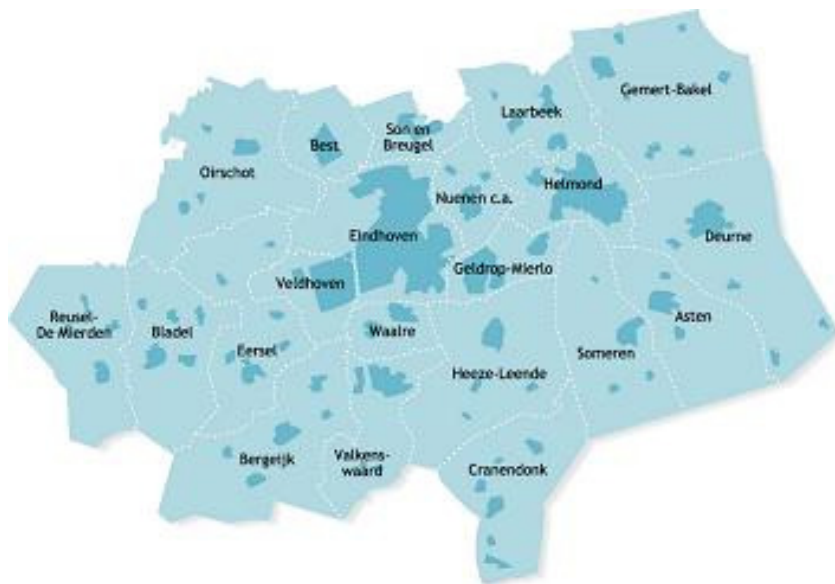 Gemert-Bakel
Laarbeek
Son en
Breugel
Best
Oirschot
Helmond
Nuenen c.a.
Eindhoven
Deurne
Geldrop-Mierlo
Veldhoven
Reusel-
De Mierden
Bladel
Waalre
Asten
Eersel
Someren
Heeze-Leende
Bergeijk
Valkens-
waard
Cranendonk